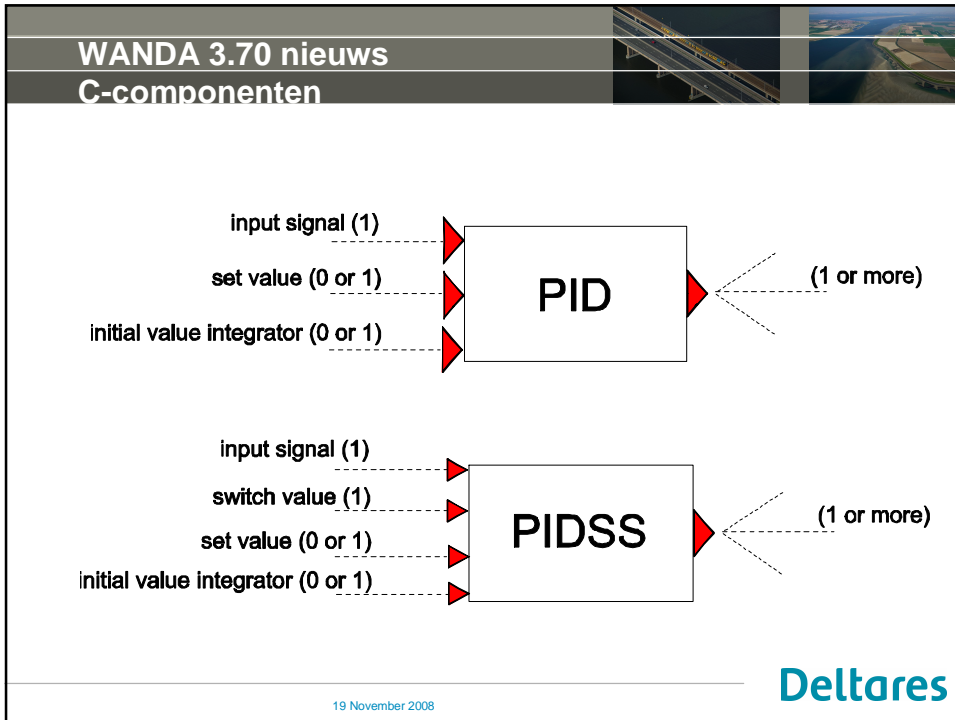 WANDA 3.70 nieuws
C-componenten
input signal (1)
set value (0 or 1)
initial value integrator (0 or 1)
PID
(1 or more)
input signal (1)
switch value (1)
set value (0 or 1)
initial value integrator (0 or 1)
PIDSS
(1 or more)
19 November 2008
Deltares